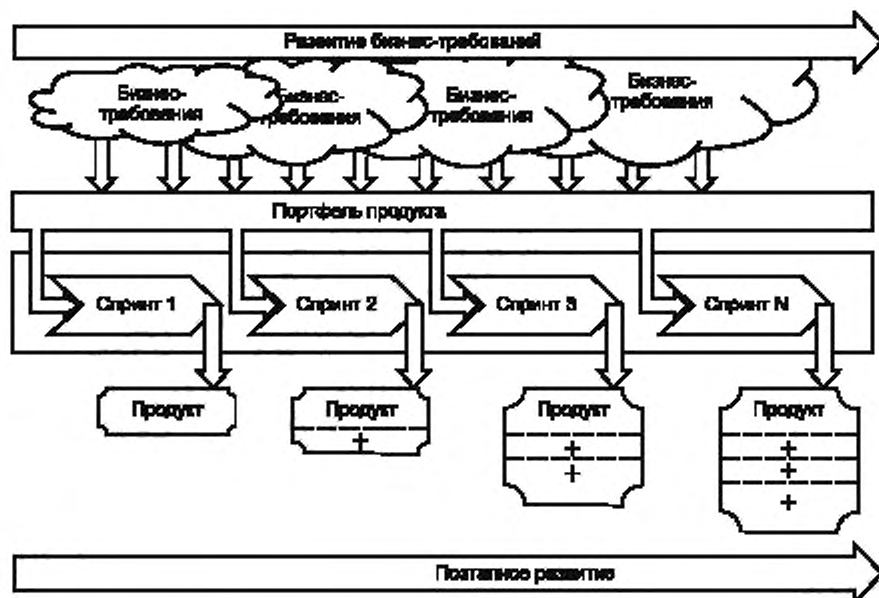 Развитие бизнес-требований
Бизнес-
требования
Бизнес-
требования
Бизнес-
требования
Бизнес-
требования
Портфель продукта
Спринт 1
Спринт 2
Спринт 3
Спринт N
Продукт
Продукт
+
Продукт
+
+
Продукт
+
+
+
Поэтапное развитие